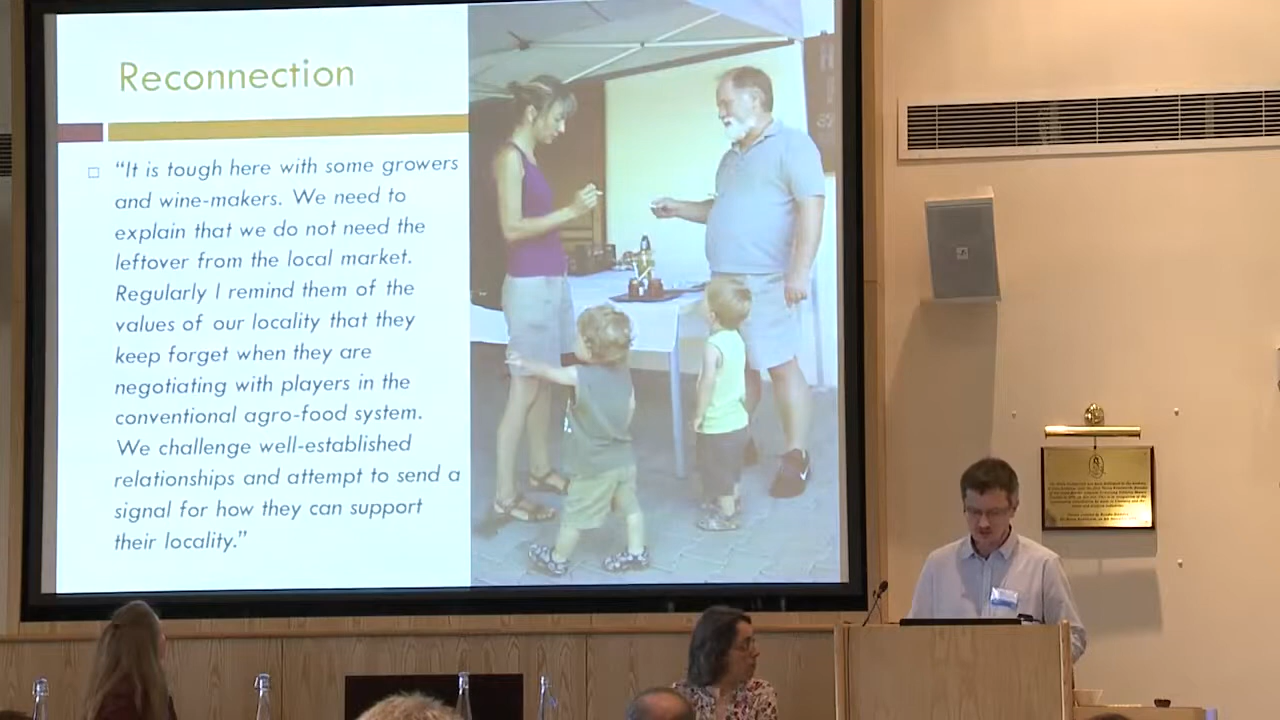 Reconnection
“It is tough here with some growers
and wine-makers. We need to
explain that we do not need the
leftover from the local market.
Regularly I remind them of the
values of our locality that they
keep forget when they are
negotiating with players in the
conventional agro-food system.
We challenge well-established
relationships and attempt to send a
signal for how they can support
their locality.”